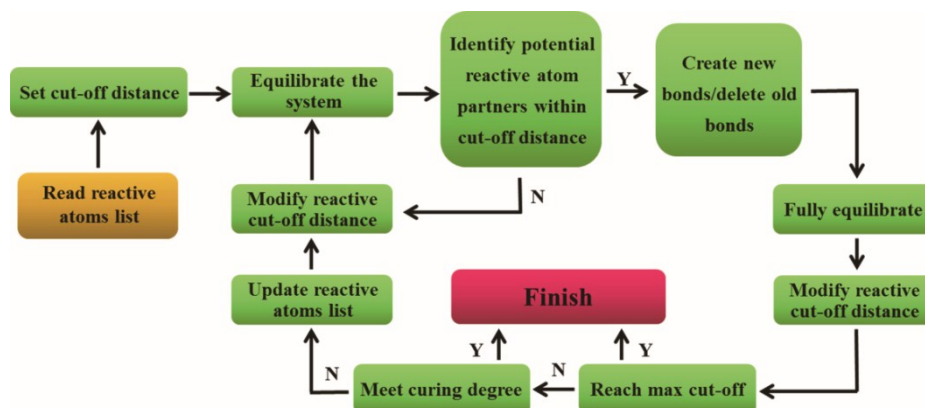 Set cut-off distance
Equilibrate the
system
Identify potential
reactive atom
partners within
cut-off distance
Y
Create new
bonds/delete old
bonds
Read reactive
atoms list
Modify reactive
cut-off distance
N
Fully equilibrate
Update reactive
atoms list
Finish
Modify reactive
cut-off distance
N
Meet curing degree
Y
N
Y
Reach max cut-off